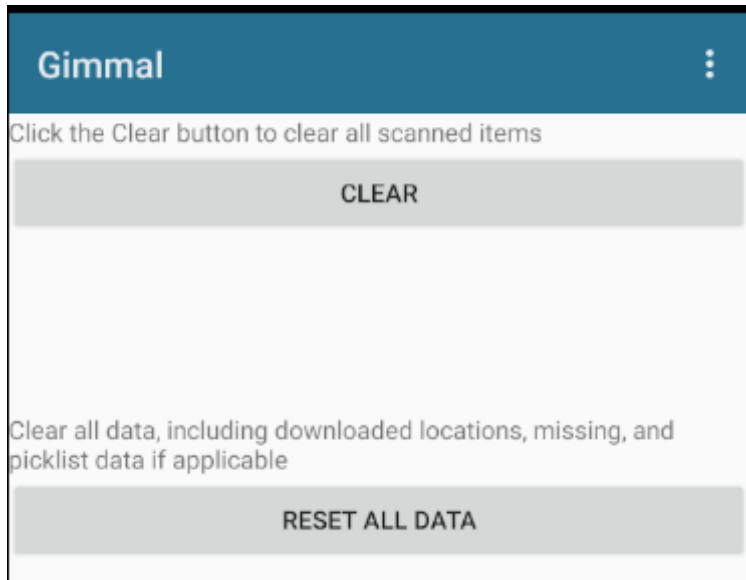 Gimmal
Click the Clear button to clear all scanned items
CLEAR
Clear all data, including downloaded locations, missing, and
picklist data if applicable
RESET ALL DATA